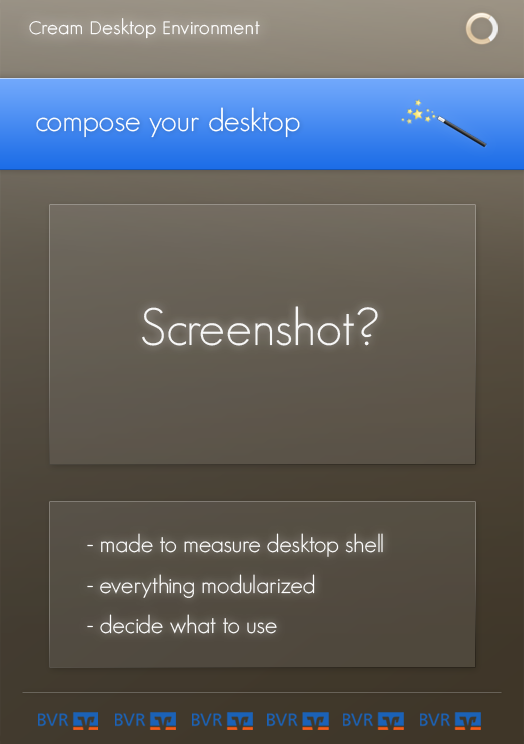 Cream Desktop Environment
compose your desktop
Screenshot?
- made to measure desktop shell
- everything modularized
- decide what to use
BVR BVR BVR BVR BVR BVR